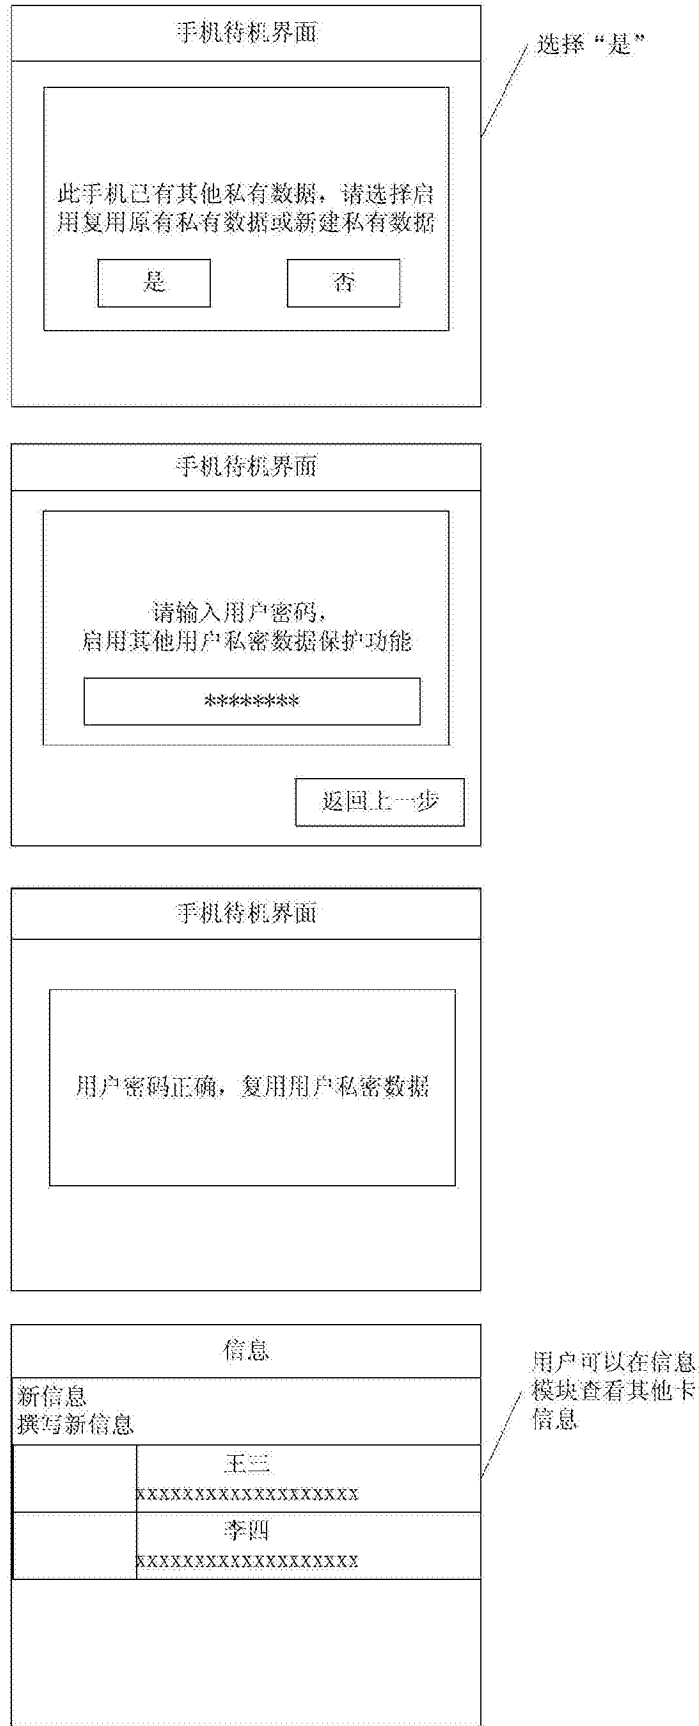 手机待机界面
选择“是”
此手机已有其他私有数据，请选择启
用复用原有私有数据或新建私有数据
是
否
手机待机界面
请输入用户密码，
启用其他用户私密数据保护功能
********
返回上一步
手机待机界面
用户密码正确，复用用户私密数据
信息
用户可以在信息
模块查看其他卡
信息
新信息
撰写新信息
王三
xxxxxxxxxxxxxxxxxxx
李四
xxxxxxxxxxxxxxxxxxx